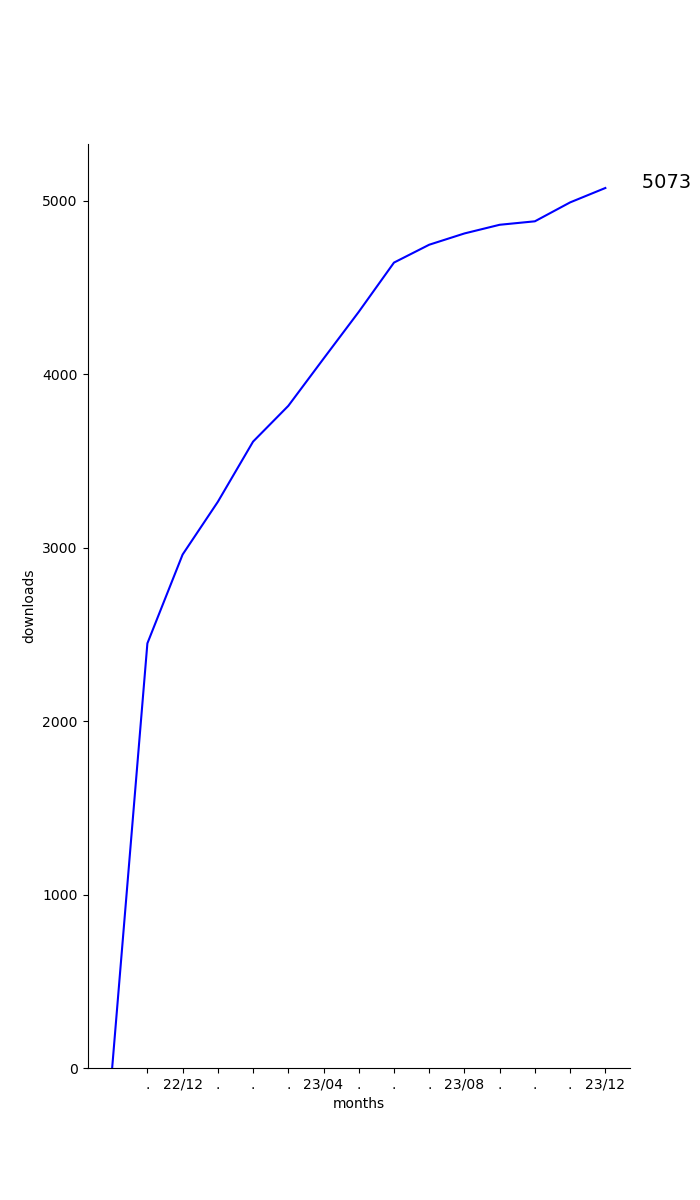 5073
5000
4000
3000
2000
1000
0
downloads
. 22/12 . . . 23/04 . . . 23/08 . . . 23/12
months